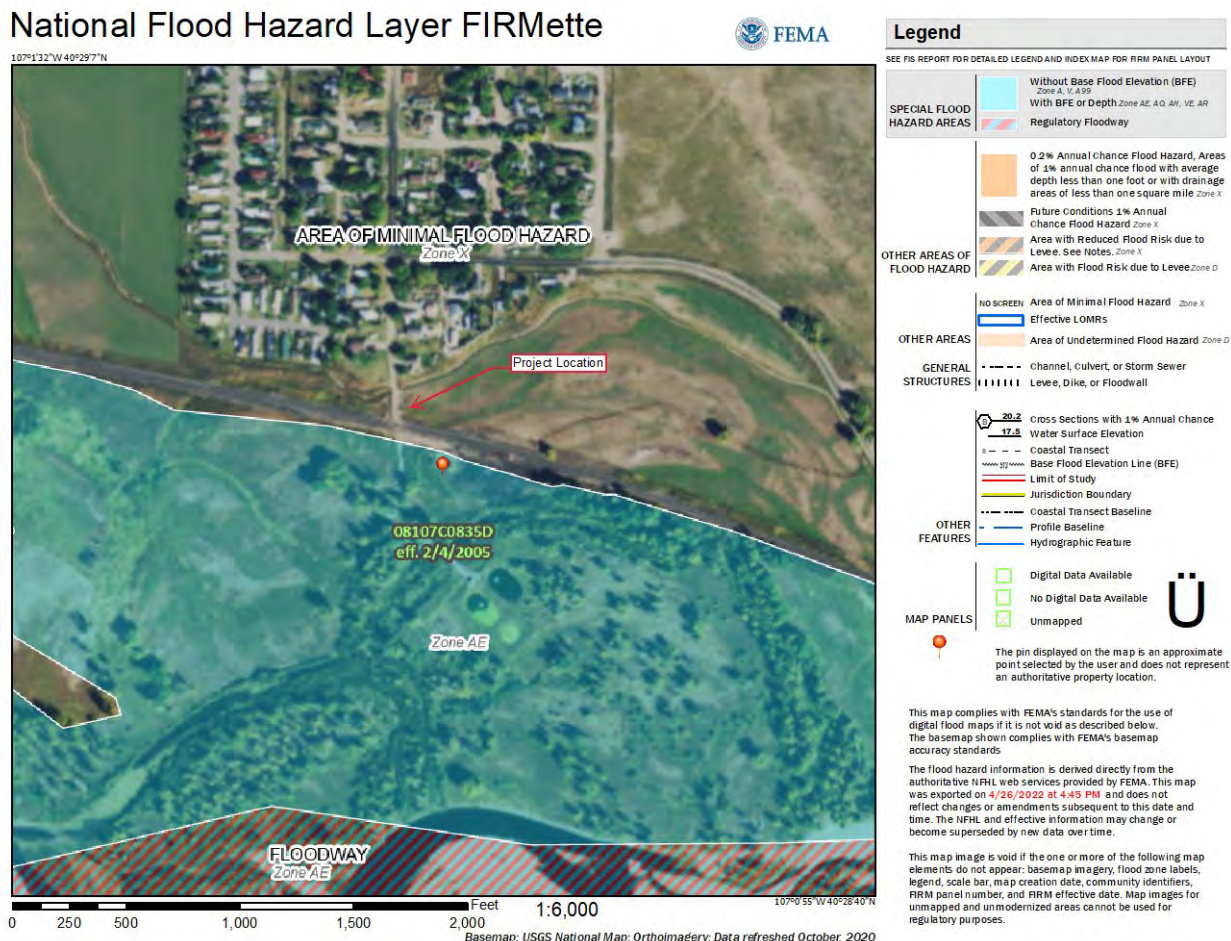 National Flood Hazard Layer FIRMette
FEMA
107°1'32"W 40°29'7"N
AREA OF MINIMAL FLOOD HAZARD
Zone X
Project Location
08107C0835D
eff. 2/4/2005
Zone AE
FLOODWAY
Zone AE
107°0'55"W 40°28'40"N
0 250 500 1,000 1,500 2,000 Feet 1:6,000
Basemap: USGS National Map: Orthoimagery: Data refreshed October, 2020
Legend
SEE FIS REPORT FOR DETAILED LEGEND AND INDEX MAP FOR FIRM PANEL LAYOUT
SPECIAL FLOOD
HAZARD AREAS
Without Base Flood Elevation (BFE)
Zone A, V, A99
With BFE or Depth Zone AE, AO, AH, VE, AR
Regulatory Floodway
OTHER AREAS OF
FLOOD HAZARD
0.2% Annual Chance Flood Hazard, Areas
of 1% annual chance flood with average
depth less than one foot or with drainage
areas of less than one square mile Zone X
Future Conditions 1% Annual
Chance Flood Hazard Zone X
Area with Reduced Flood Risk due to
Levee. See Notes. Zone X
Area with Flood Risk due to Levee Zone D
OTHER AREAS
NO SCREEN Area of Minimal Flood Hazard Zone X
Effective LOMRs
Area of Undetermined Flood Hazard Zone D
GENERAL
STRUCTURES
Channel, Culvert, or Storm Sewer
Levee, Dike, or Floodwall
OTHER
FEATURES
B 20.2 Cross Sections with 1% Annual Chance
17.5 Water Surface Elevation
8 Coastal Transect
513 Base Flood Elevation Line (BFE)
Limit of Study
Jurisdiction Boundary
Coastal Transect Baseline
Profile Baseline
Hydrographic Feature
MAP PANELS
Digital Data Available
No Digital Data Available
Unmapped
Ü
The pin displayed on the map is an approximate
point selected by the user and does not represent
an authoritative property location.
This map complies with FEMA's standards for the use of
digital flood maps if it is not void as described below.
The basemap shown complies with FEMA's basemap
accuracy standards
The flood hazard information is derived directly from the
authoritative NFHL web services provided by FEMA. This map
was exported on 4/26/2022 at 4:45 PM and does not
reflect changes or amendments subsequent to this date and
time. The NFHL and effective information may change or
become superseded by new data over time.
This map image is void if the one or more of the following map
elements do not appear: basemap imagery, flood zone labels,
legend, scale bar, map creation date, community identifiers,
FIRM panel number, and FIRM effective date. Map images for
unmapped and unmodernized areas cannot be used for
regulatory purposes.